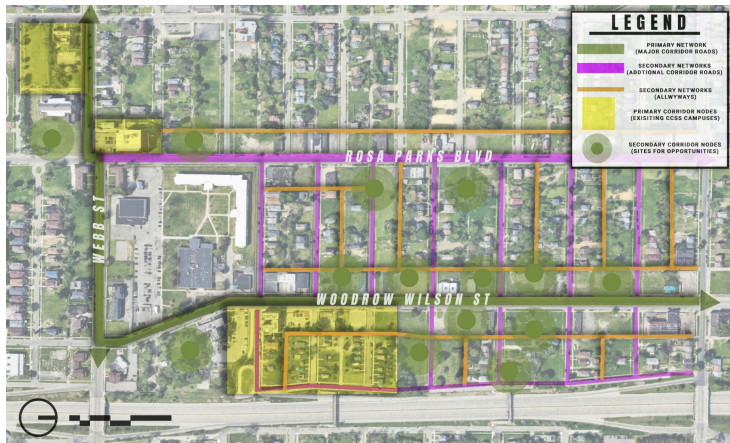 LEGEND
PRIMARY NETWORK
(MAJOR CORRIDOR ROADS)
SECONDARY NETWORKS
(ADDTIONAL CORRIDOR ROADS)
SECONDARY NETWORKS
(ALLWYWAYS)
PRIMARY CORRIDOR NODES
(EXISITING CCSS CAMPUSES)
SECONDARY CORRIDOR NODES
(SITES FOR OPPORTUNITIES)
ROSA PARKS BLVD
WEBB ST
WOODROW WILSON ST